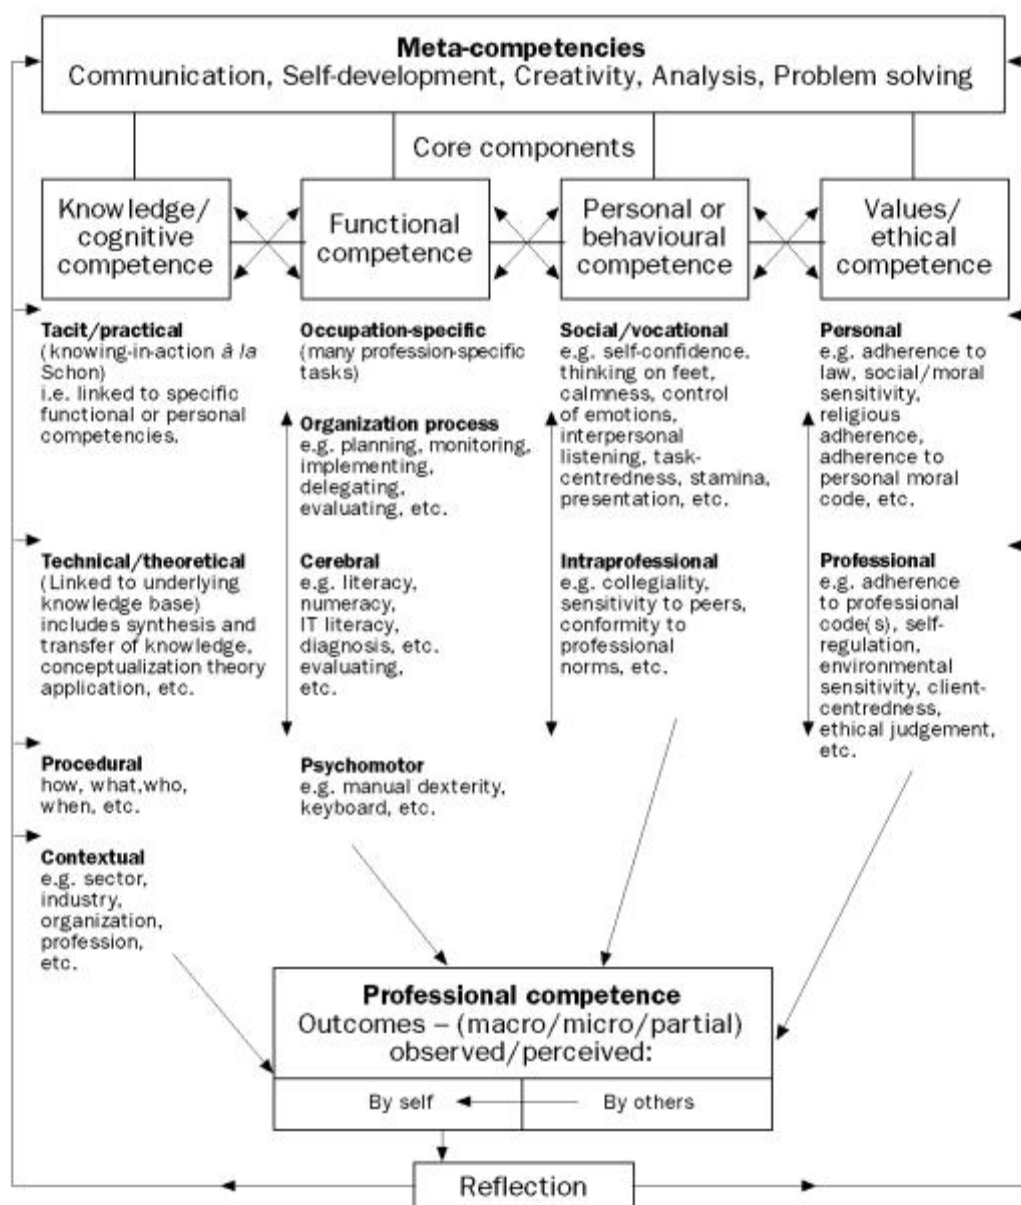 Meta-competencies
Communication, Self-development, Creativity, Analysis, Problem solving
Core components
Knowledge/
cognitive
competence
Functional
competence
Personal or
behavioural
competence
Values/
ethical
competence
Tacit/practical
(knowing-in-action à la
Schon)
i.e. linked to specific
functional or personal
competencies.
Technical/theoretical
(Linked to underlying
knowledge base)
includes synthesis and
transfer of knowledge,
conceptualization theory
application, etc.
Procedural
how, what,who,
when, etc.
Contextual
e.g. sector,
industry,
organization,
profession,
etc.
Occupation-specific
(many profession-specific
tasks)
Organization process
e.g. planning, monitoring,
implementing,
delegating,
evaluating, etc.
Cerebral
e.g. literacy,
numeracy,
IT literacy,
diagnosis, etc.
evaluating,
etc.
Psychomotor
e.g. manual dexterity,
keyboard, etc.
Social/vocational
e.g. self-confidence.
thinking on feet,
calmness, control
of emotions,
interpersonal
listening, task-
centredness, stamina,
presentation, etc.
Intraprofessional
e.g. collegiality,
sensitivity to peers,
conformity to
professional
norms, etc.
Personal
e.g. adherence to
law, social/moral
sensitivity,
religious
adherence,
adherence to
personal moral
code, etc.
Professional
e.g. adherence
to professional
code(s), self-
regulation,
environmental
sensitivity, client-
centredness,
ethical judgement,
etc.
Professional competence
Outcomes – (macro/micro/partial)
observed/perceived:
By self
By others
Reflection